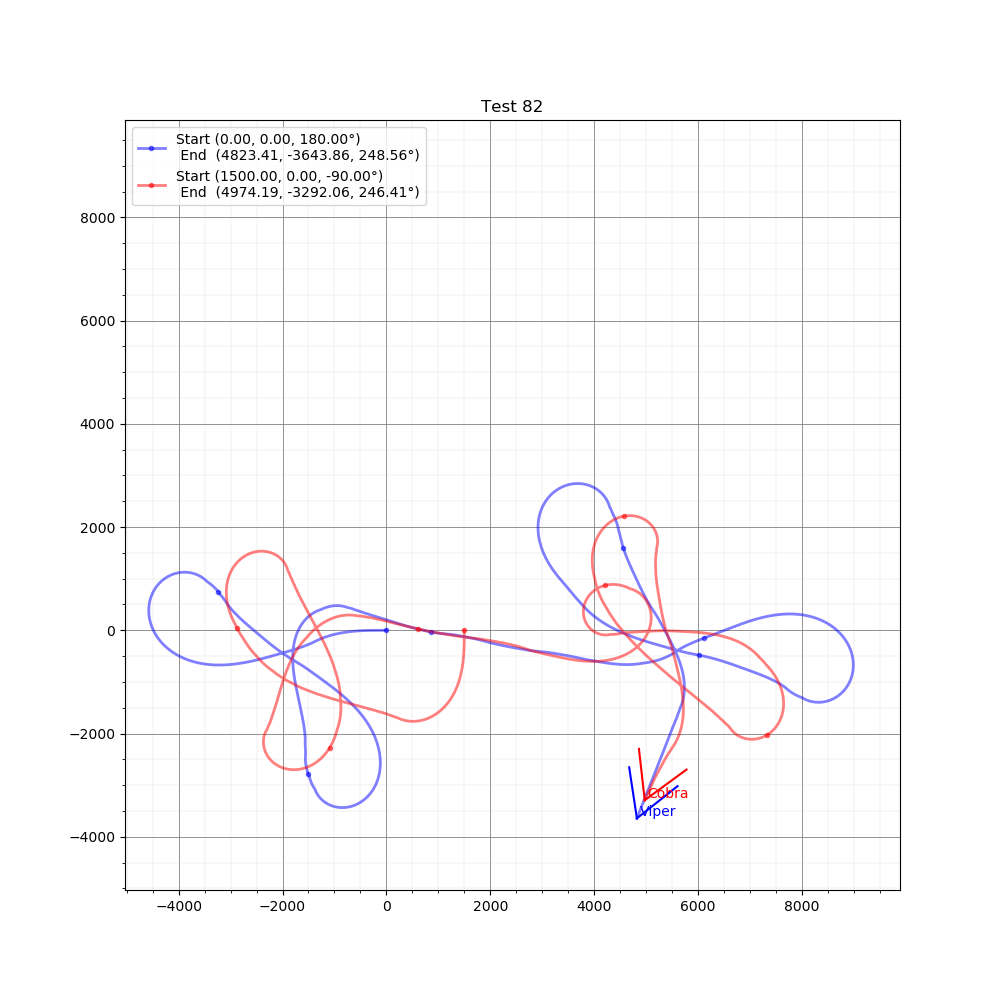 Test 82
Start (0.00, 0.00, 180.00°)
End (4823.41, -3643.86, 248.56°)
Start (1500.00, 0.00, -90.00°)
End (4974.19, -3292.06, 246.41°)
8000
6000
4000
2000
0
−2000
−4000
Cobra
Viper
−4000 −2000 0 2000 4000 6000 8000